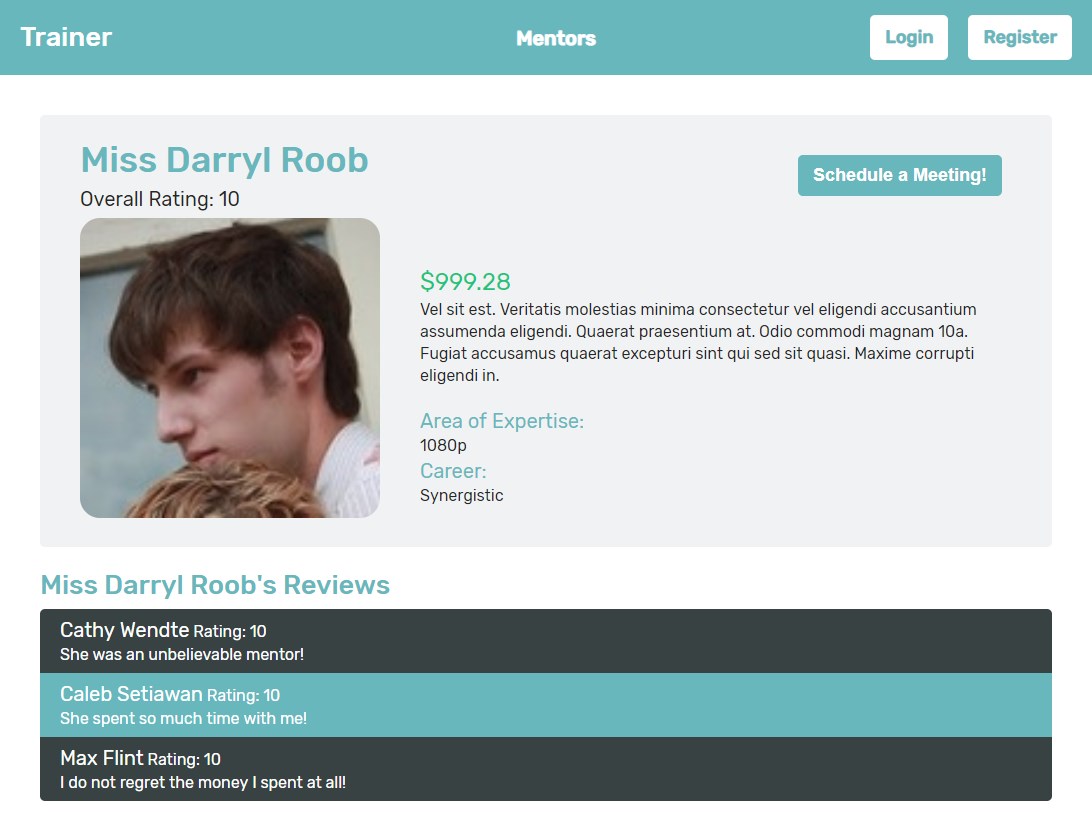 Trainer
Mentors
Login
Register
Miss Darryl Roob
Schedule a Meeting!
Overall Rating: 10
$999.28
Vel sit est. Veritatis molestias minima consectetur vel eligendi accusantium
assumenda eligendi. Quaerat praesentium at. Odio commodi magnam 10a.
Fugiat accusamus quaerat excepturi sint qui sed sit quasi. Maxime corrupti
eligendi in.
Area of Expertise:
1080p
Career:
Synergistic
Miss Darryl Roob's Reviews
Cathy Wendte Rating: 10
She was an unbelievable mentor!
Caleb Setiawan Rating: 10
She spent so much time with me!
Max Flint Rating: 10
I do not regret the money I spent at all!